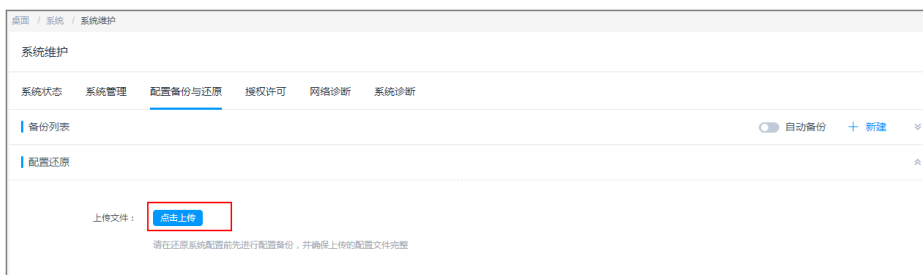 桌面 / 系统 / 系统维护
系统维护
系统状态 系统管理 配置备份与还原 授权许可 网络诊断 系统诊断
备份列表 自动备份 + 新建
配置还原
上传文件： 点击上传
请在还原系统配置前先进行配置备份，并确保上传的配置文件完整